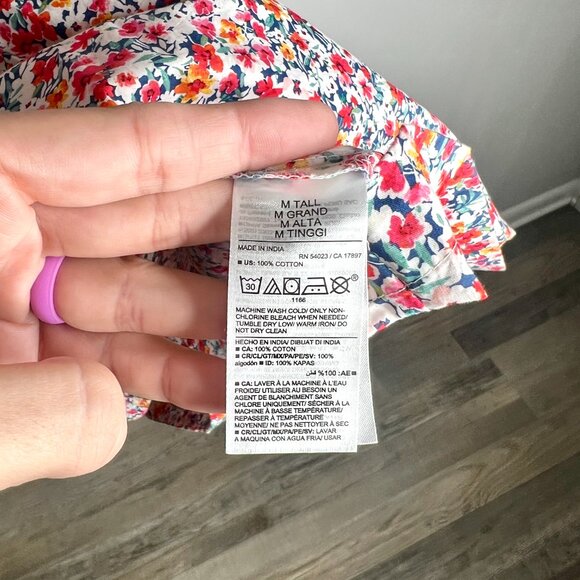 M TALL
M GRAND
M ALTA
M TINGGI
MADE IN INDIA
RN 54023 / CA 17897
■ US: 100% COTTON
30
1166
MACHINE WASH COLD/ ONLY NON-
CHLORINE BLEACH WHEN NEEDED/
TUMBLE DRY LOW/ WARM IRON/ DO
NOT DRY CLEAN
HECHO EN INDIA/ DIBUAT DI INDIA
■ CA: 100% COTON
■ CR/CL/GT/MX/PA/PE/SV: 100%
algodón ■ ID: 100% KAPAS
■ CA: LAVER À LA MACHINE À L'EAU
FROIDE/ UTILISER AU BESOIN UN
AGENT DE BLANCHIMENT SANS
CHLORE UNIQUEMENT/ SÉCHER À LA
MACHINE À BASSE TEMPÉRATURE/
REPASSER À TEMPÉRATURE
MOYENNE/ NE PAS NETTOYER À SEC
■ CR/CL/GT/MX/PA/PE/SV: LAVAR
A MAQUINA CON AGUA FRIA/ USAR